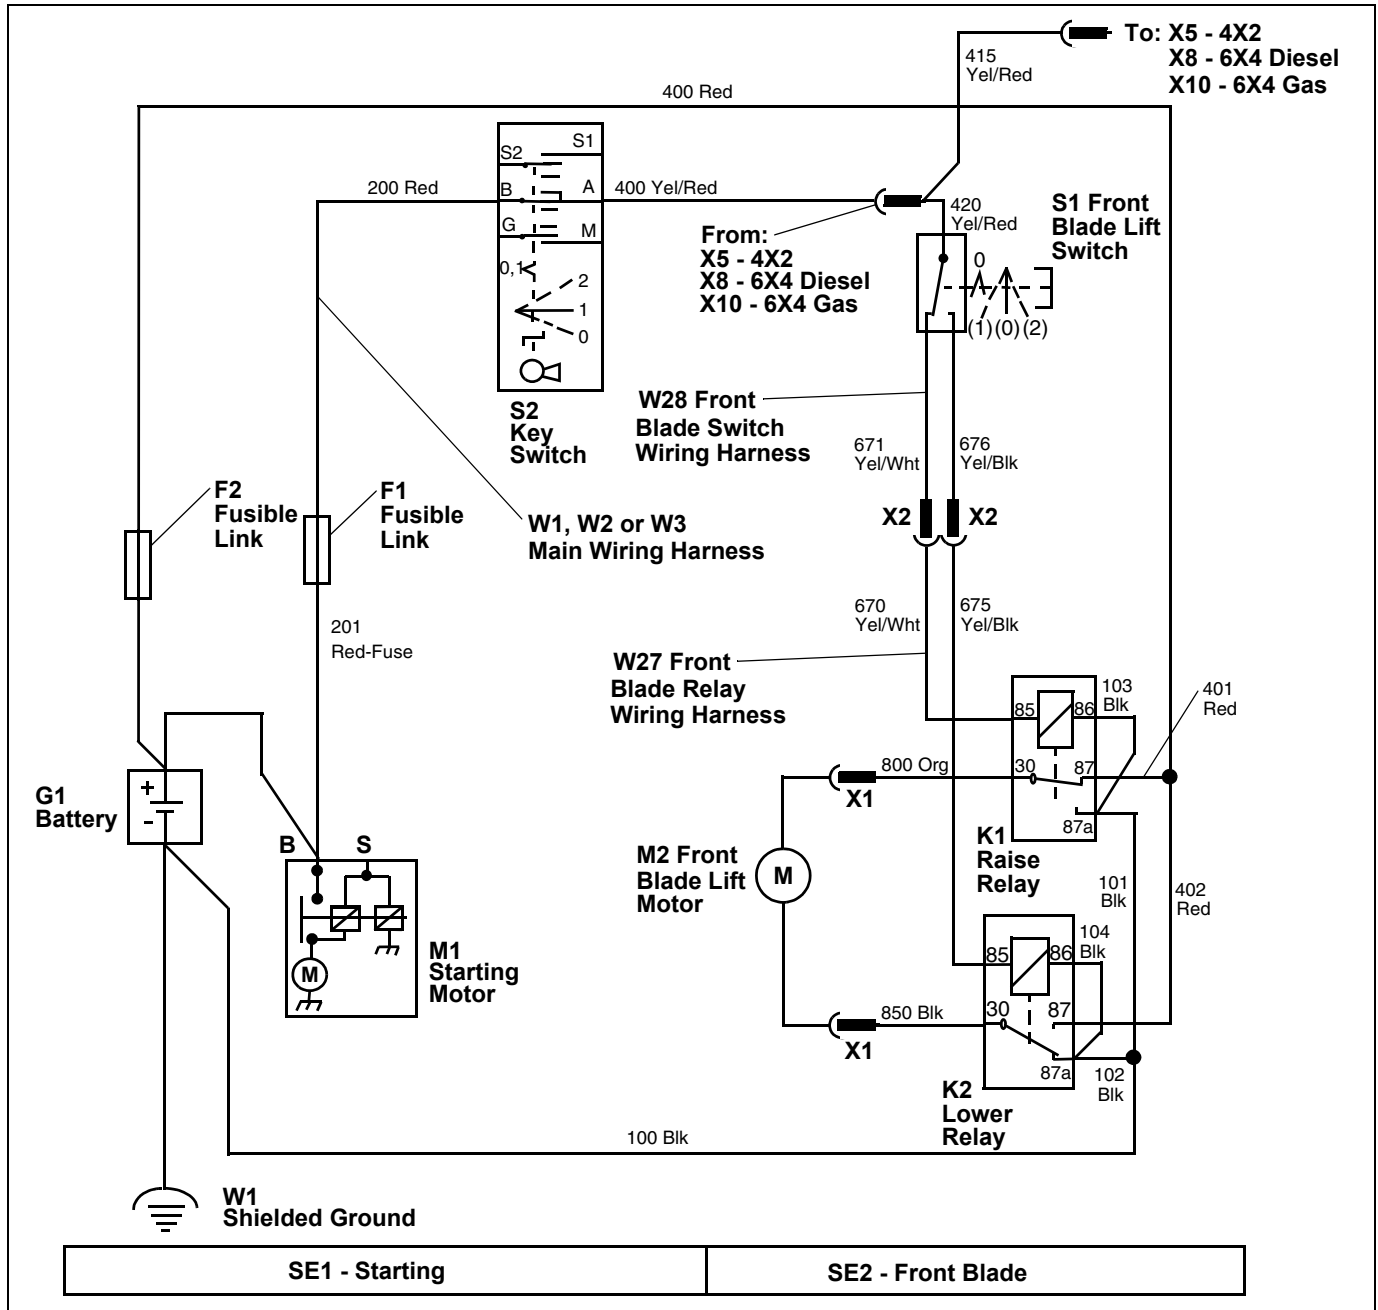 To: X5 - 4X2
X8 - 6X4 Diesel
X10 - 6X4 Gas
415
Yel/Red
400 Red
S1
S2
200 Red
B
A
400 Yel/Red
G
M
0,1
2
1
0
S2
Key
Switch
From:
X5 - 4X2
X8 - 6X4 Diesel
X10 - 6X4 Gas
420
Yel/Red
S1 Front
Blade Lift
Switch
0
(1)(0)(2)
W28 Front
Blade Switch
Wiring Harness
671
Yel/Wht
676
Yel/Blk
F2
Fusible
Link
F1
Fusible
Link
W1, W2 or W3
Main Wiring Harness
X2
X2
201
Red-Fuse
670
Yel/Wht
675
Yel/Blk
W27 Front
Blade Relay
Wiring Harness
103
Blk
401
Red
85
86
800 Org
30
87
X1
87a
K1
Raise
Relay
G1
Battery
+
-
B
S
M
M1
Starting
Motor
M2 Front
Blade Lift
Motor
M
101
Blk
402
Red
104
Blk
85
86
850 Blk
30
87
X1
87a
102
Blk
K2
Lower
Relay
100 Blk
W1
Shielded Ground
SE1 - Starting
SE2 - Front Blade